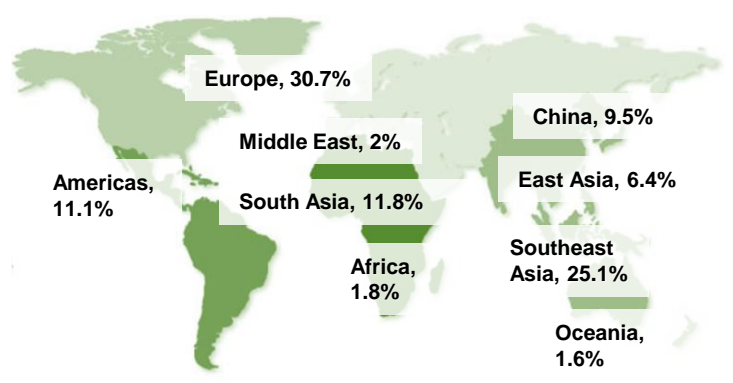 Europe, 30.7%
China, 9.5%
Middle East, 2%
East Asia, 6.4%
Americas,
11.1%
South Asia, 11.8%
Southeast
Asia, 25.1%
Africa,
1.8%
Oceania,
1.6%